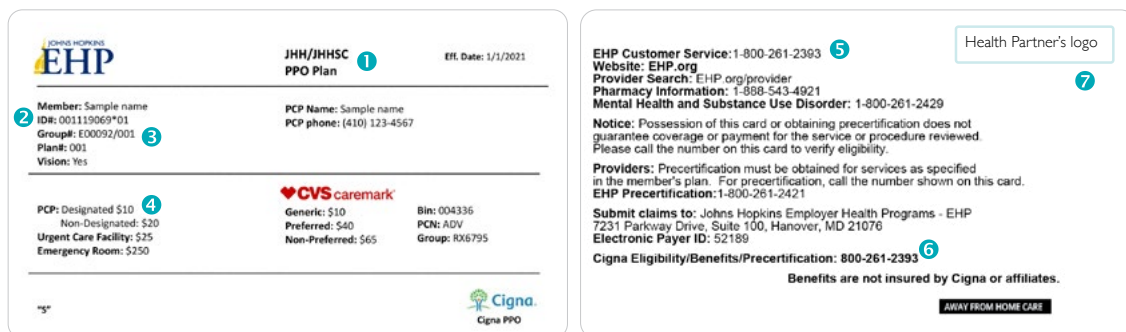 JOHNS HOPKINS
EHP
JHH/JHHSC
PPO Plan
1
Eff. Date: 1/1/2021
Member: Sample name
2
ID#: 001119069*01
Group#: E00092/001
3
Plan#: 001
Vision: Yes
PCP Name: Sample name
PCP phone: (410) 123-4567
PCP: Designated $10
4
Non-Designated: $20
Urgent Care Facility: $25
Emergency Room: $250
CVS caremark
Generic: $10
Preferred: $40
Non-Preferred: $65
Bin: 004336
PCN: ADV
Group: RX6795
"S"
Cigna.
Cigna PPO
EHP Customer Service:1-800-261-2393
5
Website: EHP.org
Provider Search: EHP.org/provider
Pharmacy Information: 1-888-543-4921
Mental Health and Substance Use Disorder: 1-800-261-2429
Health Partner's logo
7
Notice: Possession of this card or obtaining precertification does not
guarantee coverage or payment for the service or procedure reviewed.
Please call the number on this card to verify eligibility.
Providers: Precertification must be obtained for services as specified
in the member's plan. For precertification, call the number shown on this card.
EHP Precertification:1-800-261-2421
Submit claims to: Johns Hopkins Employer Health Programs - EHP
7231 Parkway Drive, Suite 100, Hanover, MD 21076
Electronic Payer ID: 52189
6
Cigna Eligibility/Benefits/Precertification: 800-261-2393
Benefits are not insured by Cigna or affiliates.
AWAY FROM HOME CARE